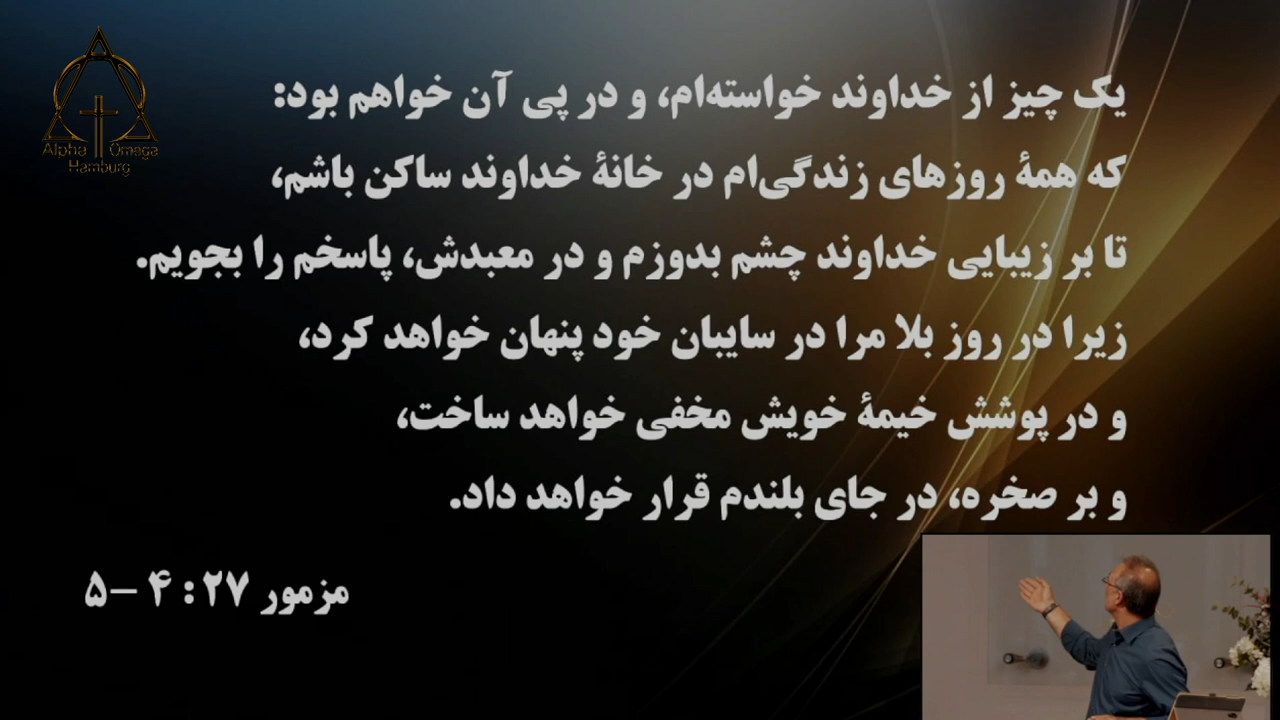 یک چیز از خداوند خواسته‌ام، و در پی آن خواهم بود:
که همۀ روزهای زندگی‌ام در خانۀ خداوند ساکن باشم،
تا بر زیبایی خداوند چشم بدوزم و در معبدش، پاسخم را بجویم.
زیرا در روز بلا مرا در سایبان خود پنهان خواهد کرد،
و در پوشش خیمۀ خویش مخفی خواهد ساخت،
و بر صخره، در جای بلندم قرار خواهد داد.
مزمور ۲۷ : ۴ –۵
Alpha Omega
Hamburg